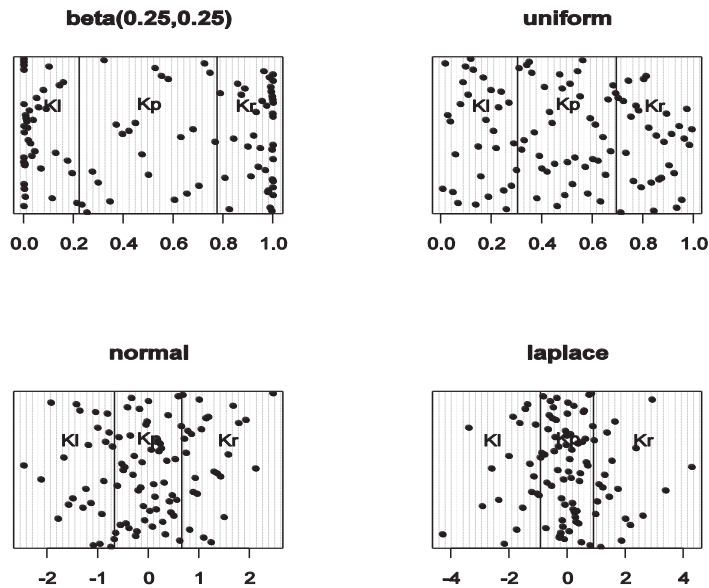 beta(0.25,0.25)
Kl Kp Kr
0.0 0.2 0.4 0.6 0.8 1.0
uniform
Kl Kp Kr
0.0 0.2 0.4 0.6 0.8 1.0
normal
Kl Kp Kr
-2 -1 0 1 2
laplace
Kl Kp Kr
-4 -2 0 2 4